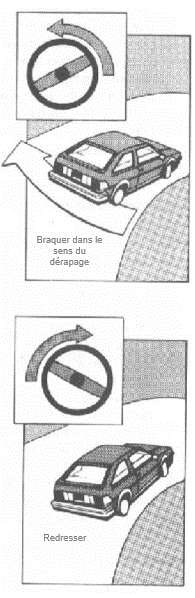 Braquer dans le
sens du
dérapage
Redresser